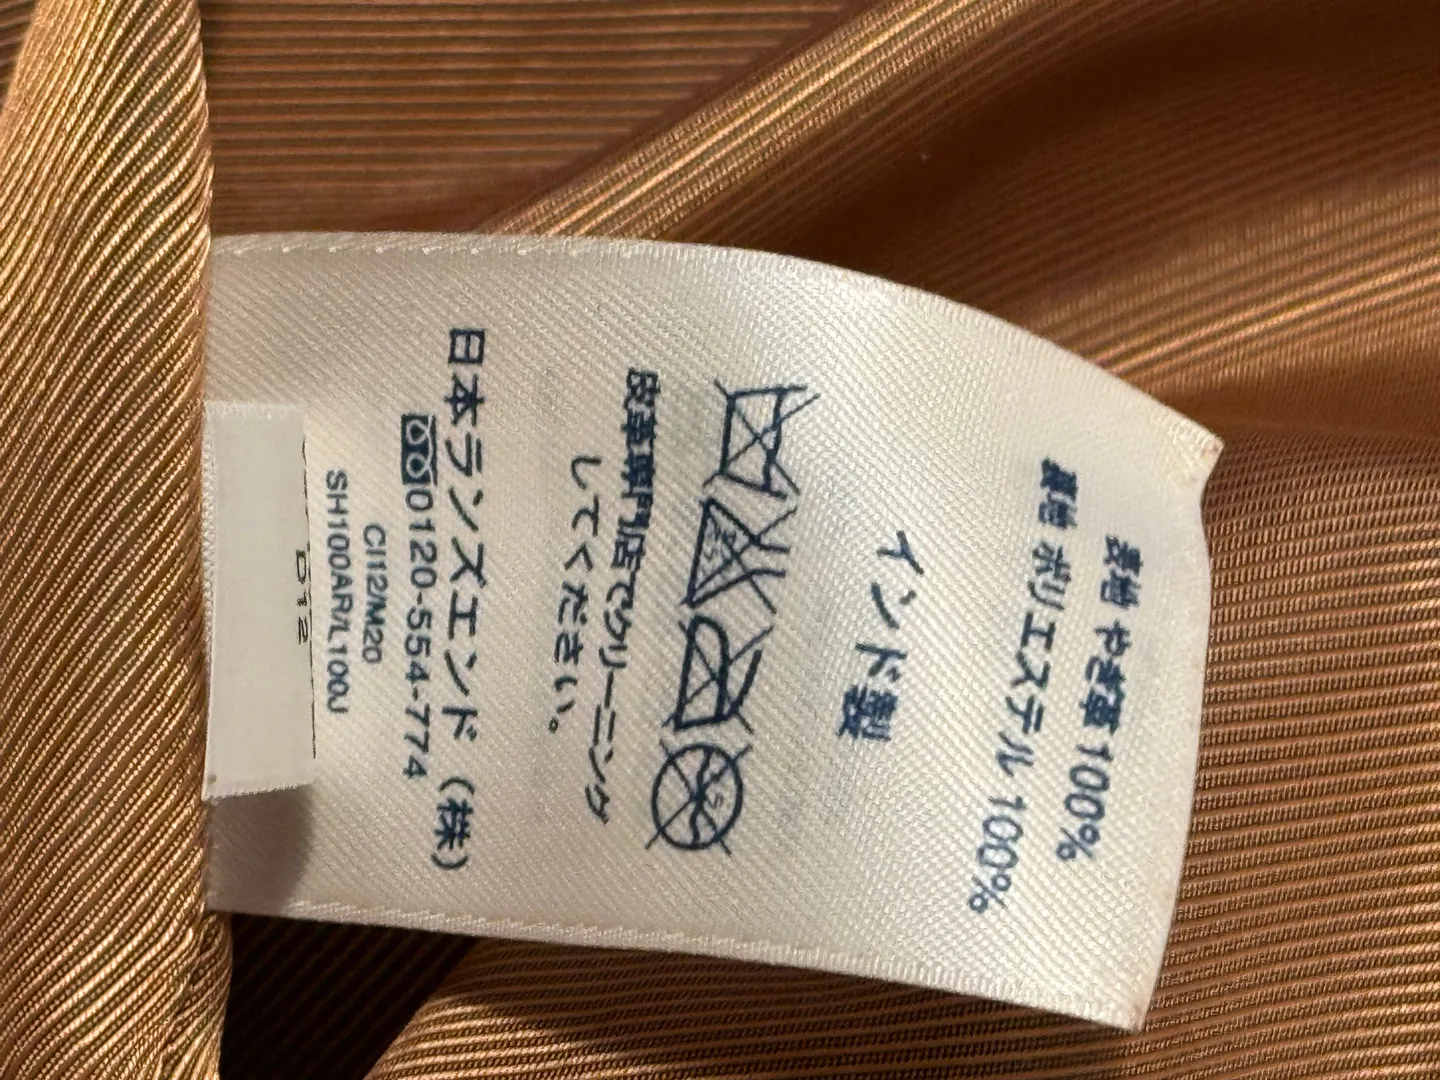 表地 やぎ革 100%
裏地 ポリエステル 100%
インド製
皮革専門店でクリーニング
してください。
日本ランズエンド（株）
0120-554-774
CI122/M20
SH100AR/L100J